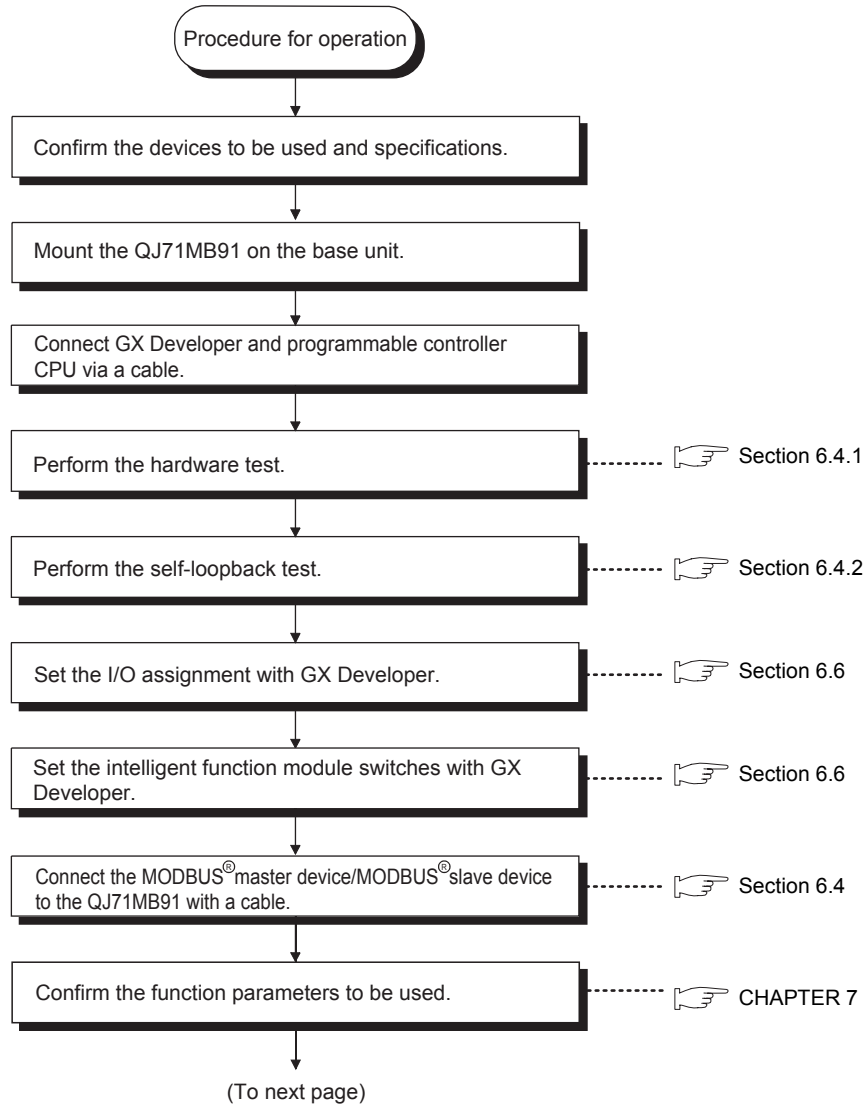 Procedure for operation
Confirm the devices to be used and specifications.
Mount the QJ71MB91 on the base unit.
Connect GX Developer and programmable controller
CPU via a cable.
Perform the hardware test.
Section 6.4.1
Perform the self-loopback test.
Section 6.4.2
Set the I/O assignment with GX Developer.
Section 6.6
Set the intelligent function module switches with GX
Developer.
Section 6.6
Connect the MODBUS® master device/MODBUS® slave device
to the QJ71MB91 with a cable.
Section 6.4
Confirm the function parameters to be used.
CHAPTER 7
(To next page)